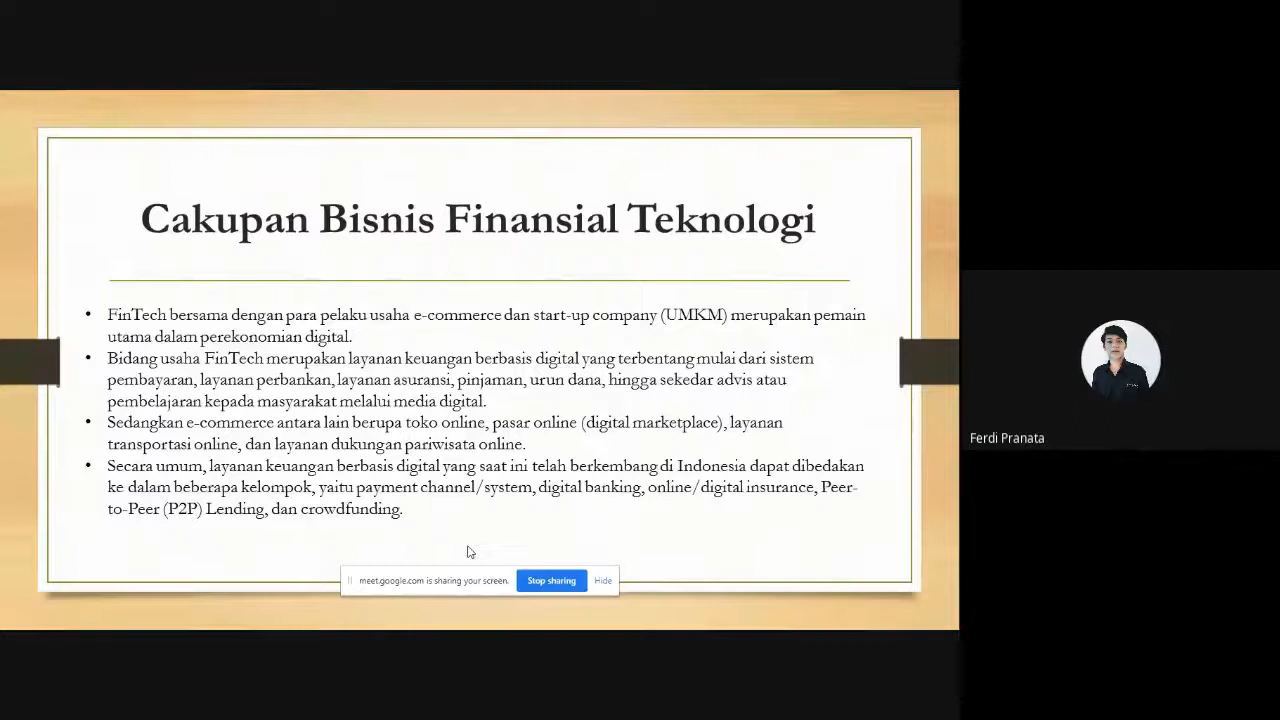 Cakupan Bisnis Finansial Teknologi
• FinTech bersama dengan para pelaku usaha e-commerce dan start-up company (UMKM) merupakan pemain
utama dalam perekonomian digital.
• Bidang usaha FinTech merupakan layanan keuangan berbasis digital yang terbentang mulai dari sistem
pembayaran, layanan perbankan, layanan asuransi, pinjaman, urun dana, hingga sekedar advis atau
pembelajaran kepada masyarakat melalui media digital.
• Sedangkan e-commerce antara lain berupa toko online, pasar online (digital marketplace), layanan
transportasi online, dan layanan dukungan pariwisata online.
• Secara umum, layanan keuangan berbasis digital yang saat ini telah berkembang di Indonesia dapat dibedakan
ke dalam beberapa kelompok, yaitu payment channel/system, digital banking, online/digital insurance, Peer-
to-Peer (P2P) Lending, dan crowdfunding.
meet.google.com is sharing your screen. Stop sharing Hide
Ferdi Pranata